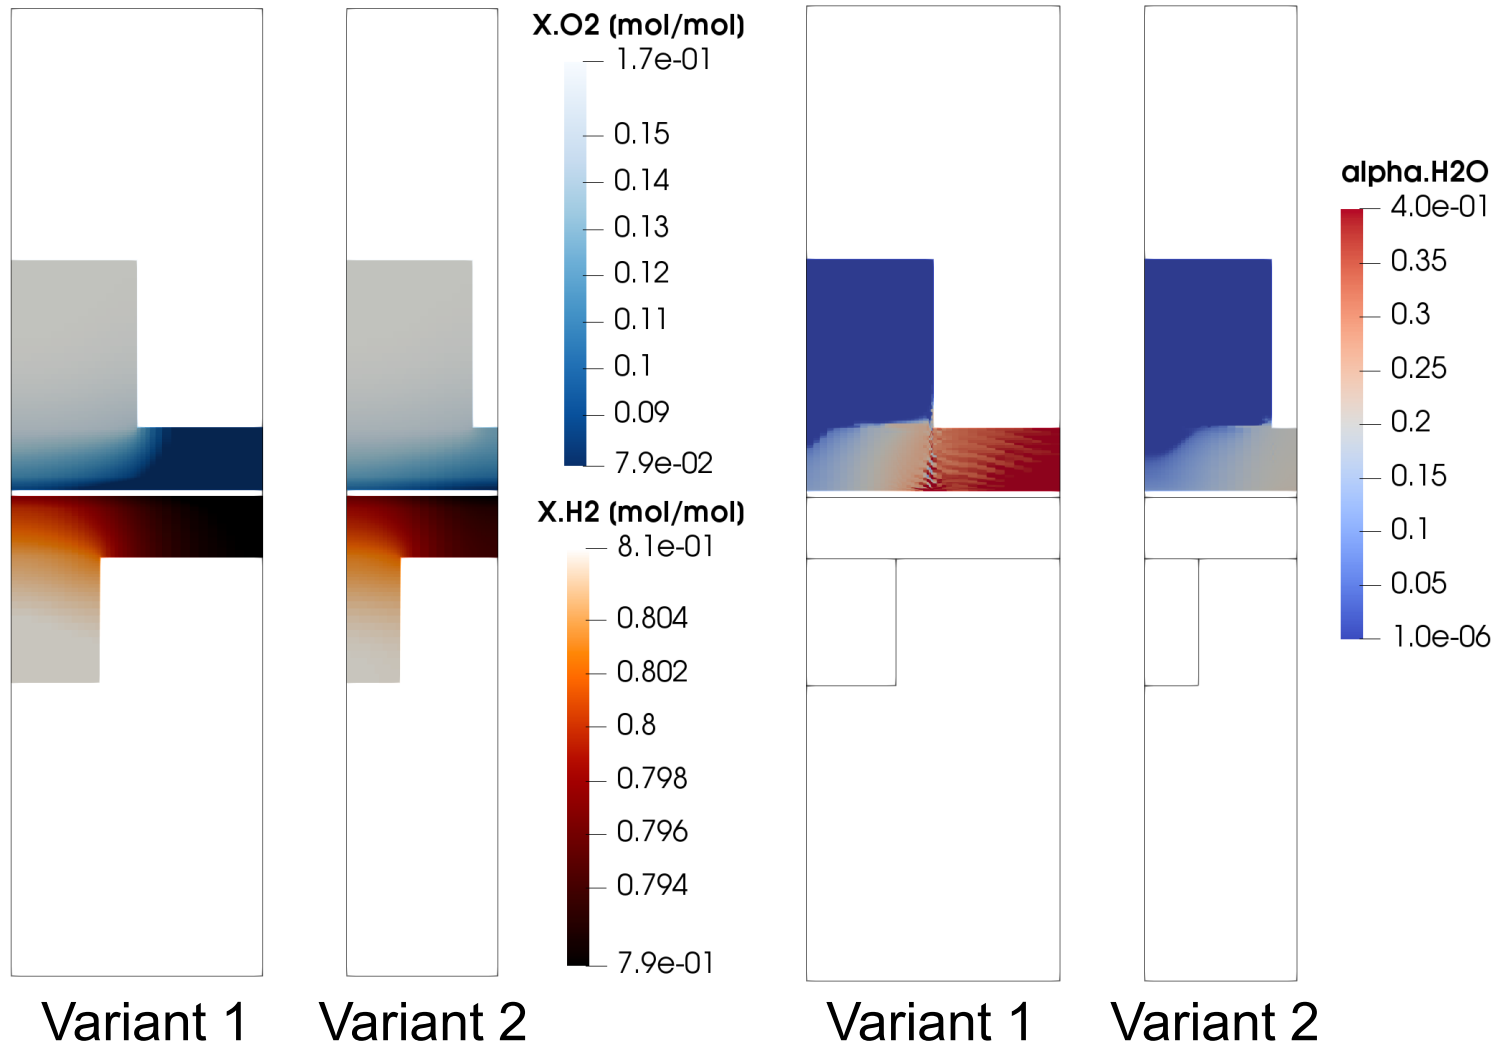 X.O2 (mol/mol)
1.7e-01
0.15
0.14
0.13
0.12
0.11
0.1
0.09
7.9e-02
X.H2 (mol/mol)
8.1e-01
0.804
0.802
0.8
0.798
0.796
0.794
7.9e-01
alpha.H2O
4.0e-01
0.35
0.3
0.25
0.2
0.15
0.1
0.05
1.0e-06
Variant 1
Variant 2
Variant 1
Variant 2